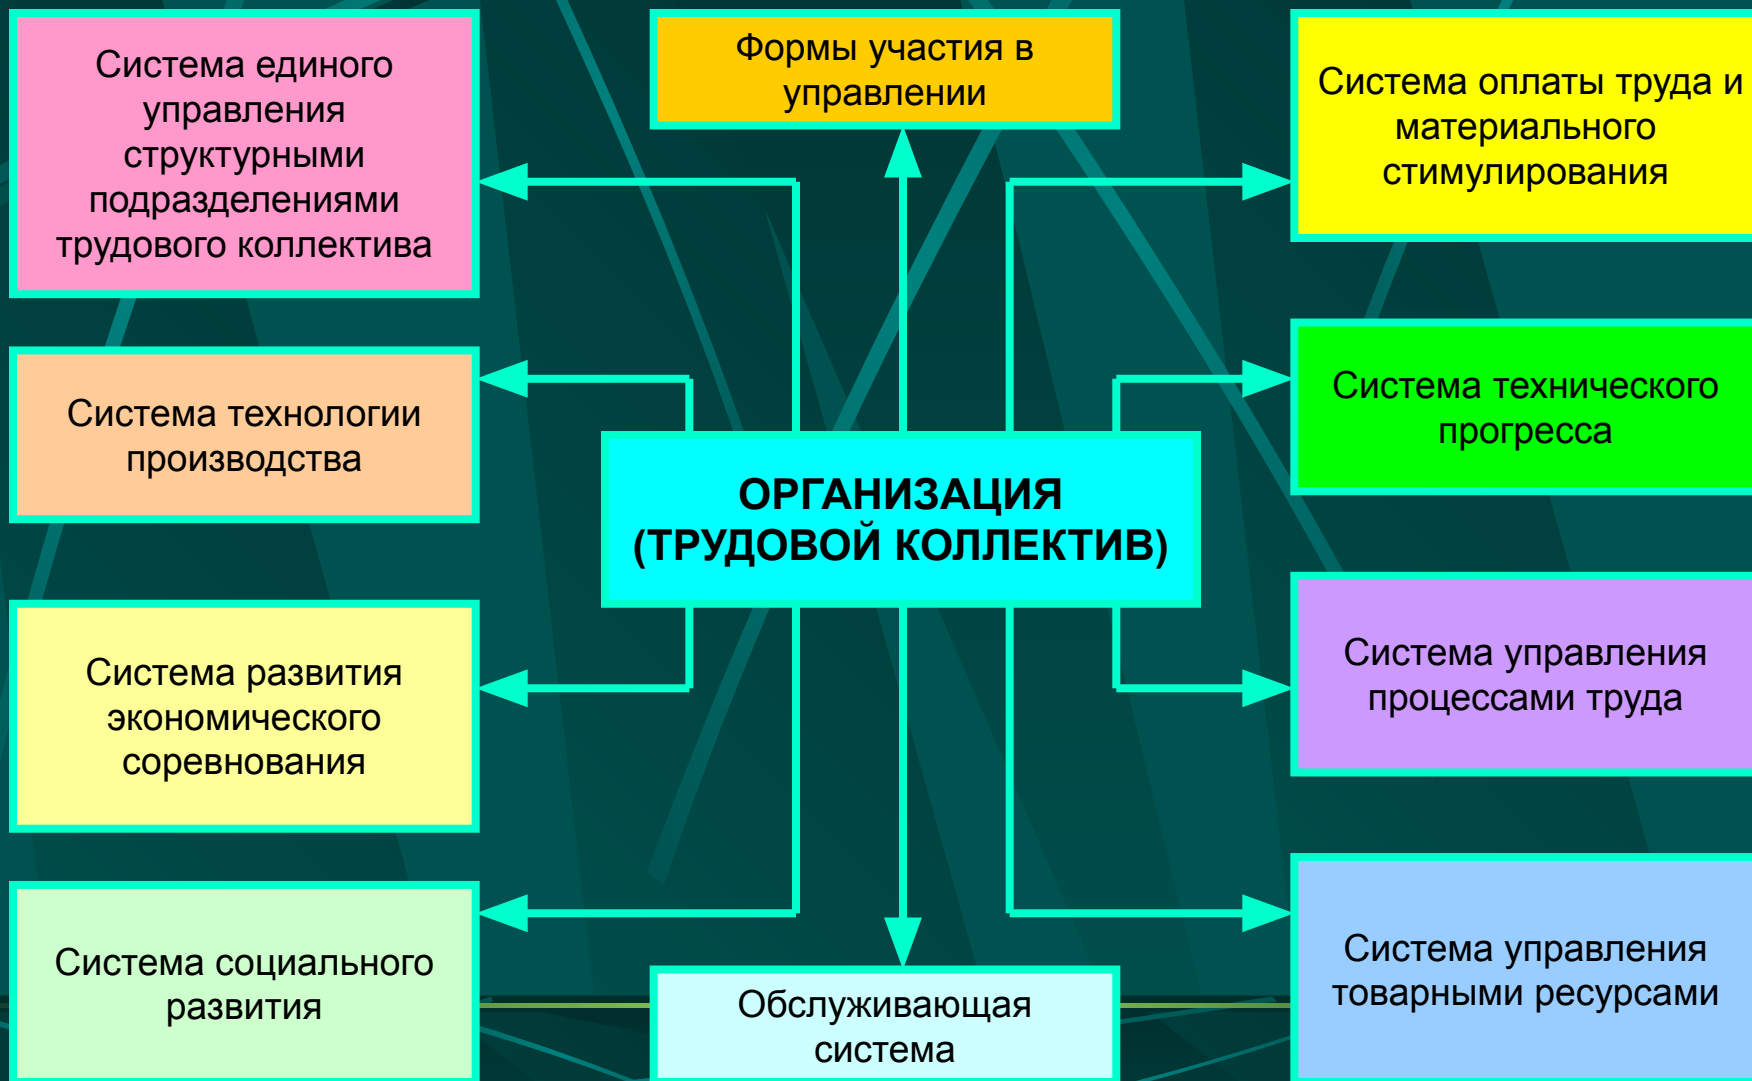 Система единого
управления
структурными
подразделениями
трудового коллектива
Формы участия в
управлении
Система оплаты труда и
материального
стимулирования
Система технологии
производства
Система технического
прогресса
ОРГАНИЗАЦИЯ
(ТРУДОВОЙ КОЛЛЕКТИВ)
Система развития
экономического
соревнования
Система управления
процессами труда
Система социального
развития
Обслуживающая
система
Система управления
товарными ресурсами